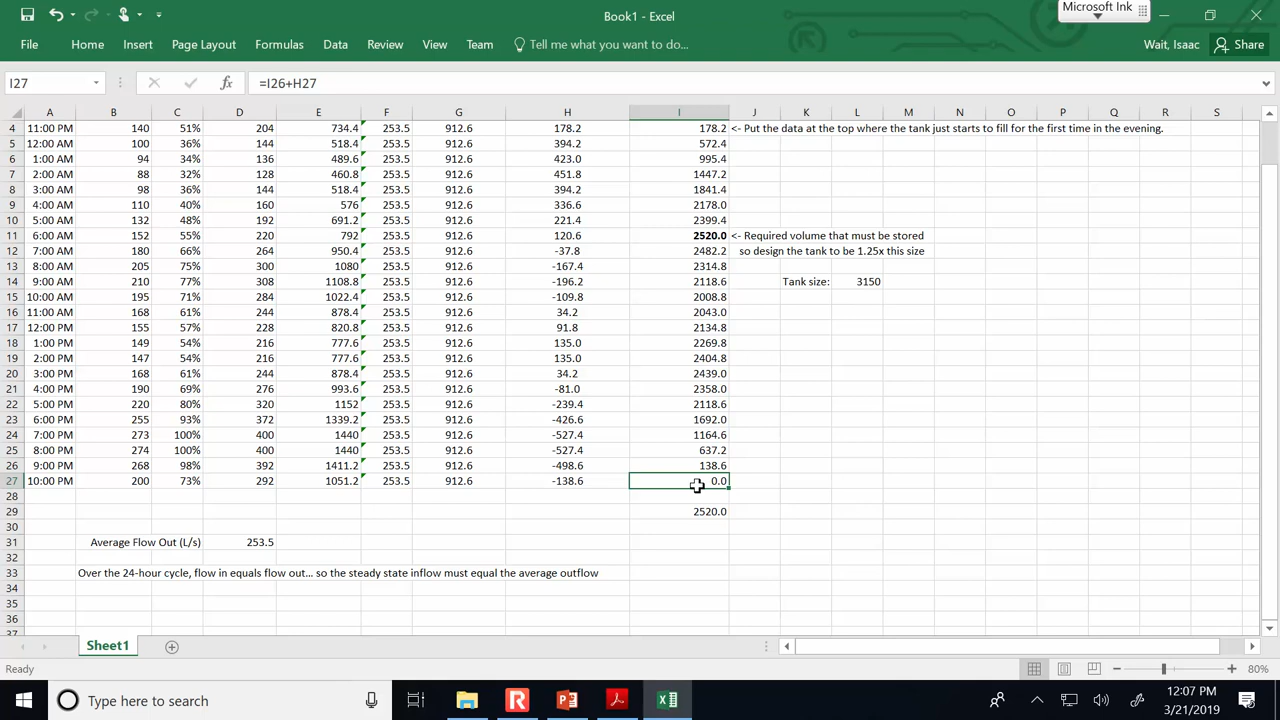 Book1 - Excel
Microsoft Ink
File Home Insert Page Layout Formulas Data Review View Team Tell me what you want to do... Wait, Isaac Share
I27 fx =I26+H27
A B C D E F G H I J K L M N O P Q R S
4 11:00 PM 140 51% 204 734.4 253.5 912.6 178.2 178.2 <- Put the data at the top where the tank just starts to fill for the first time in the evening.
5 12:00 AM 100 36% 144 518.4 253.5 912.6 394.2 572.4
6 1:00 AM 94 34% 136 489.6 253.5 912.6 423.0 995.4
7 2:00 AM 88 32% 128 460.8 253.5 912.6 451.8 1447.2
8 3:00 AM 98 36% 144 518.4 253.5 912.6 394.2 1841.4
9 4:00 AM 110 40% 160 576 253.5 912.6 336.6 2178.0
10 5:00 AM 132 48% 192 691.2 253.5 912.6 221.4 2399.4
11 6:00 AM 152 55% 220 792 253.5 912.6 120.6 2520.0 <- Required volume that must be stored
12 7:00 AM 180 66% 264 950.4 253.5 912.6 -37.8 2482.2 so design the tank to be 1.25x this size
13 8:00 AM 205 75% 300 1080 253.5 912.6 -167.4 2314.8
14 9:00 AM 210 77% 308 1108.8 253.5 912.6 -196.2 2118.6 Tank size: 3150
15 10:00 AM 195 71% 284 1022.4 253.5 912.6 -109.8 2008.8
16 11:00 AM 168 61% 244 878.4 253.5 912.6 34.2 2043.0
17 12:00 PM 155 57% 228 820.8 253.5 912.6 91.8 2134.8
18 1:00 PM 149 54% 216 777.6 253.5 912.6 135.0 2269.8
19 2:00 PM 147 54% 216 777.6 253.5 912.6 135.0 2404.8
20 3:00 PM 168 61% 244 878.4 253.5 912.6 34.2 2439.0
21 4:00 PM 190 69% 276 993.6 253.5 912.6 -81.0 2358.0
22 5:00 PM 220 80% 320 1152 253.5 912.6 -239.4 2118.6
23 6:00 PM 255 93% 372 1339.2 253.5 912.6 -426.6 1692.0
24 7:00 PM 273 100% 400 1440 253.5 912.6 -527.4 1164.6
25 8:00 PM 274 100% 400 1440 253.5 912.6 -527.4 637.2
26 9:00 PM 268 98% 392 1411.2 253.5 912.6 -498.6 138.6
27 10:00 PM 200 73% 292 1051.2 253.5 912.6 -138.6 0.0
28
29 2520.0
30
31 Average Flow Out (L/s) 253.5
32
33 Over the 24-hour cycle, flow in equals flow out... so the steady state inflow must equal the average outflow
34
35
36
37
Sheet1
Ready 80%
Type here to search
12:07 PM
3/21/2019